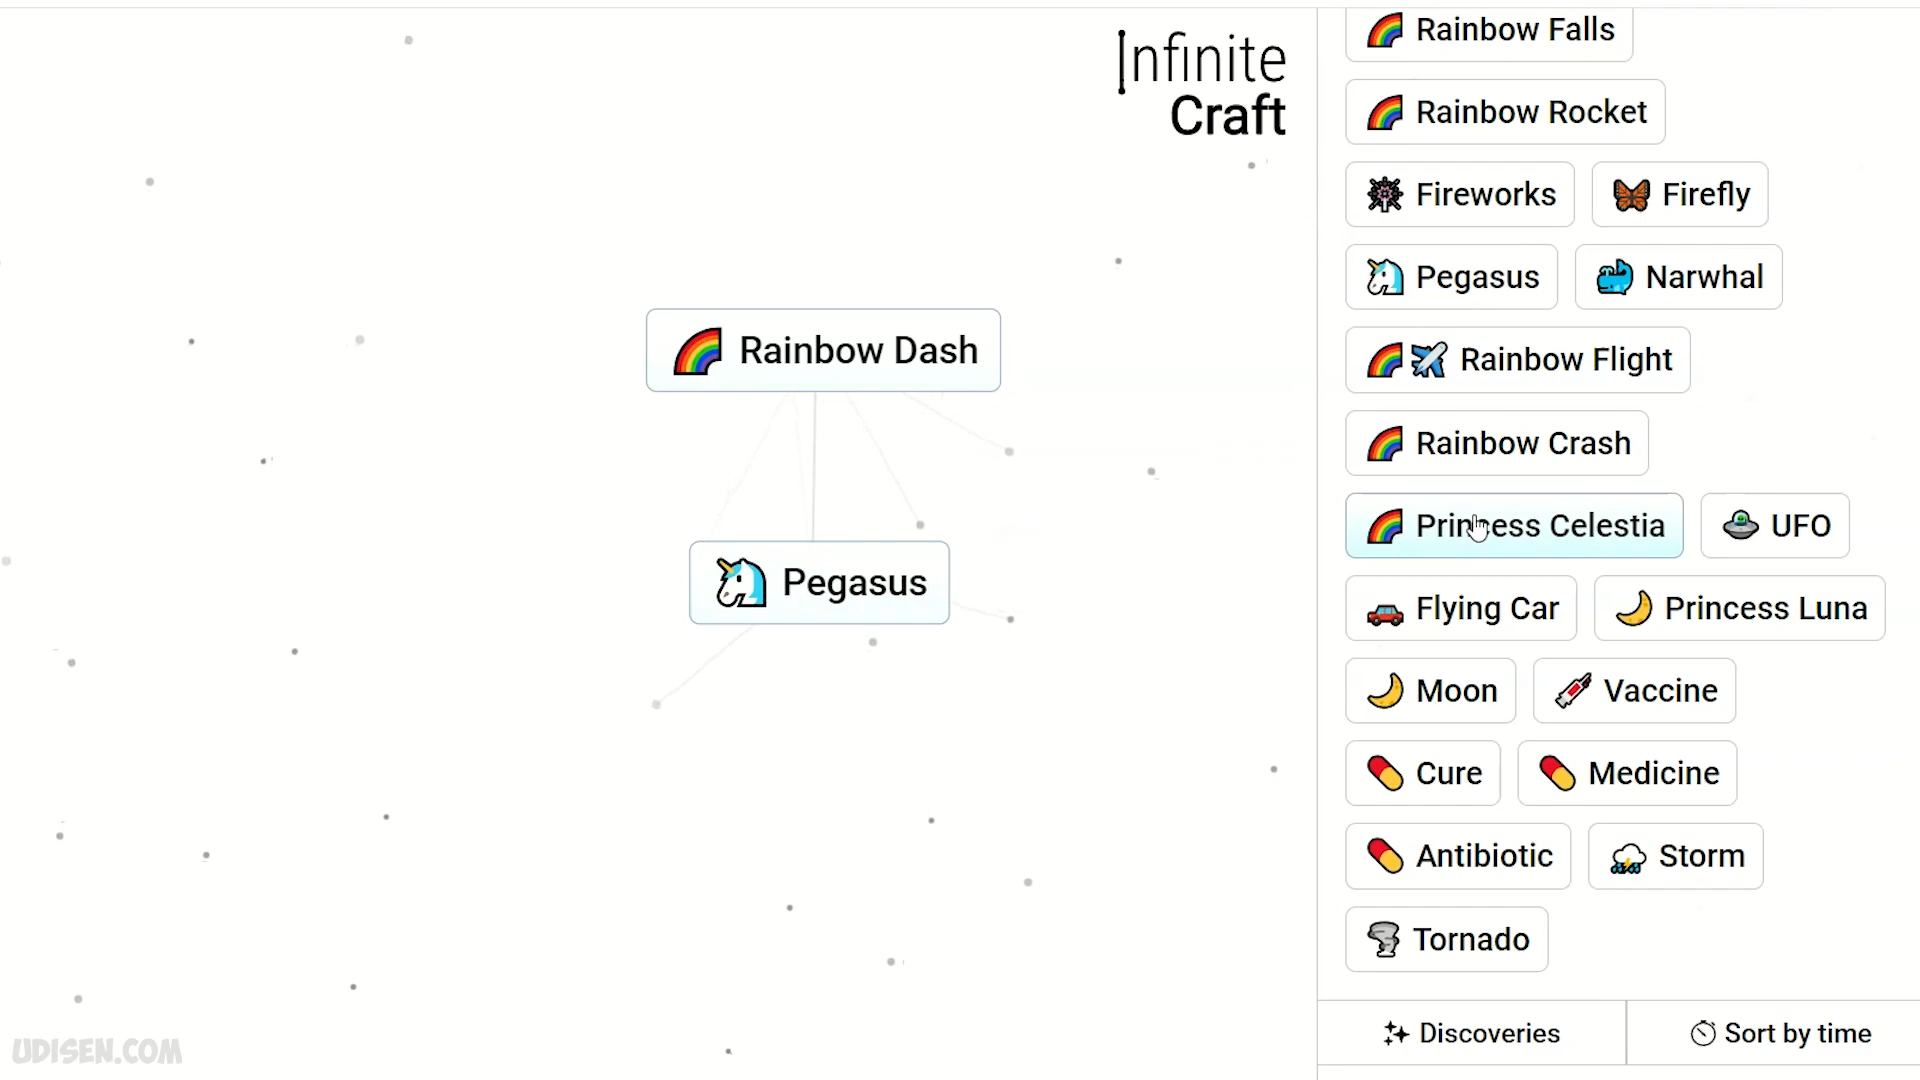 Infinite
Craft
Rainbow Dash
Pegasus
Rainbow Falls
Rainbow Rocket
Fireworks
Firefly
Pegasus
Narwhal
Rainbow Flight
Rainbow Crash
Princess Celestia
UFO
Flying Car
Princess Luna
Moon
Vaccine
Cure
Medicine
Antibiotic
Storm
Tornado
Discoveries
Sort by time
UDISEN.COM